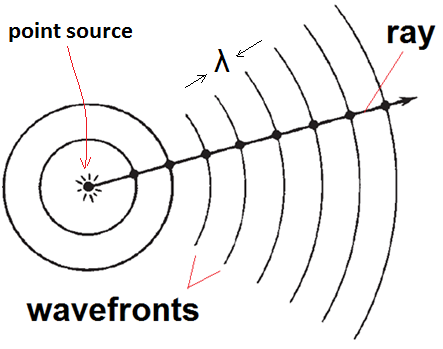 point source
λ
ray
wavefronts